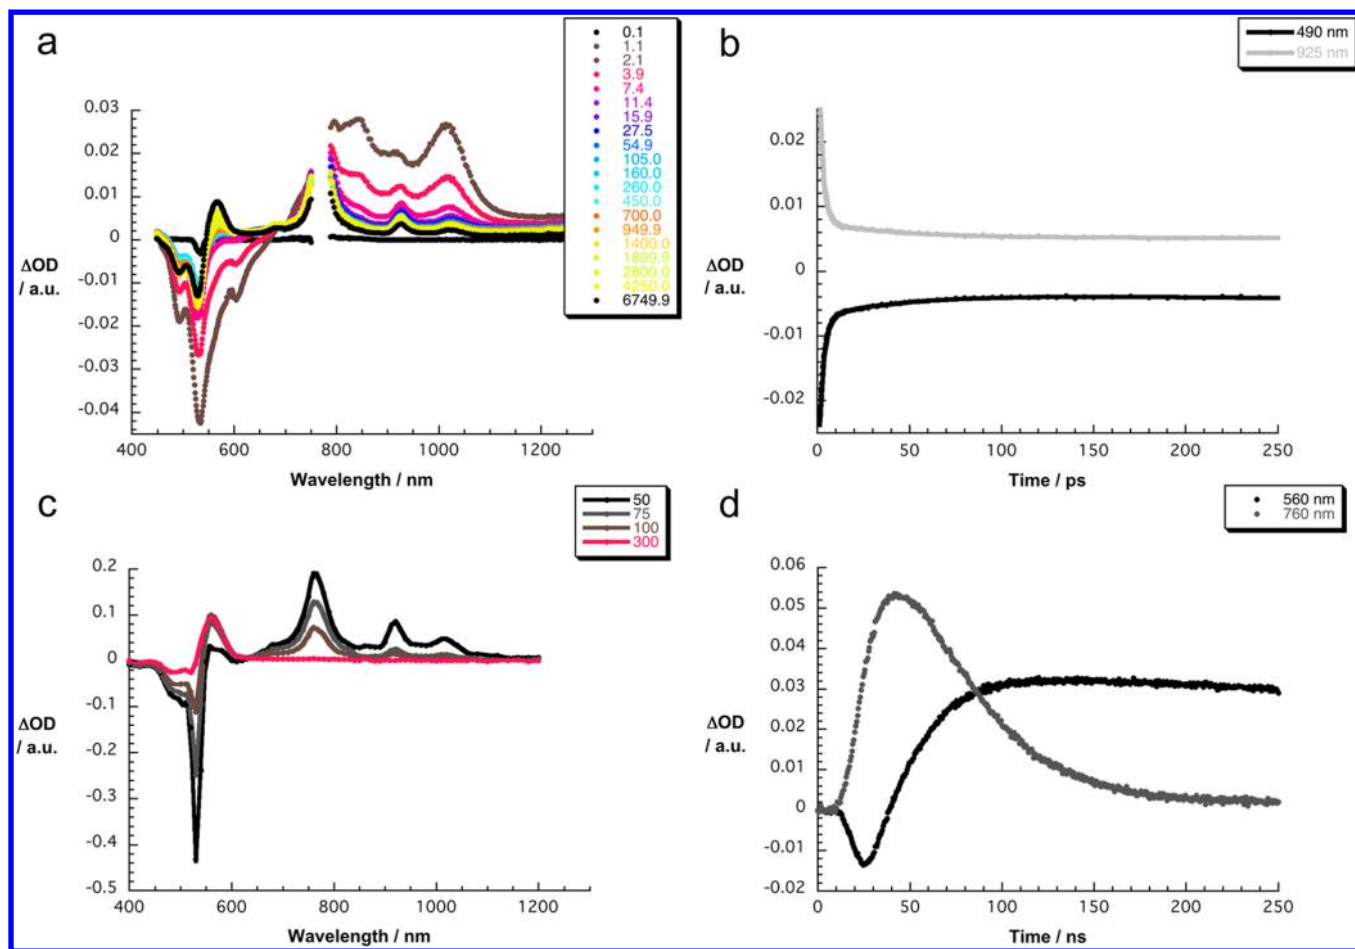 a
0.1
1.1
2.1
3.9
7.4
11.4
15.9
27.5
54.9
105.0
160.0
260.0
450.0
700.0
949.9
1400.0
1899.9
2800.0
4250.0
6749.9
0.03
0.02
0.01
0
-0.01
-0.02
-0.03
-0.04
ΔOD
/ a.u.
400 600 800 1000 1200
Wavelength / nm
b
490 nm
925 nm
0.02
0.01
0
-0.01
-0.02
ΔOD
/ a.u.
0 50 100 150 200 250
Time / ps
c
50
75
100
300
0.2
0.1
0
-0.1
-0.2
-0.3
-0.4
-0.5
ΔOD
/ a.u.
400 600 800 1000 1200
Wavelength / nm
d
560 nm
760 nm
0.06
0.05
0.04
0.03
0.02
0.01
0
-0.01
-0.02
ΔOD
/ a.u.
0 50 100 150 200 250
Time / ns